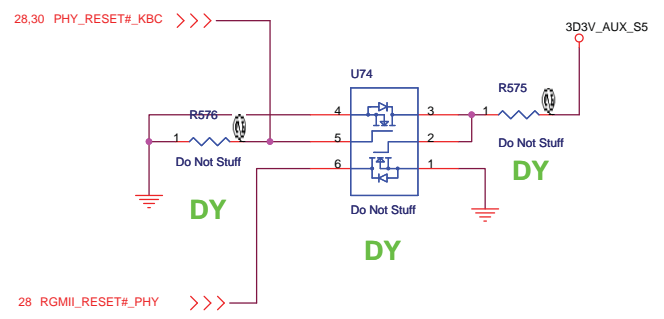 28,30 PHY_RESET#_KBC
3D3V_AUX_S5
U74
R575
R576
4
3
1
5
2
1
6
1
Do Not Stuff
Do Not Stuff
Do Not Stuff
DY
DY
DY
28 RGMII_RESET#_PHY